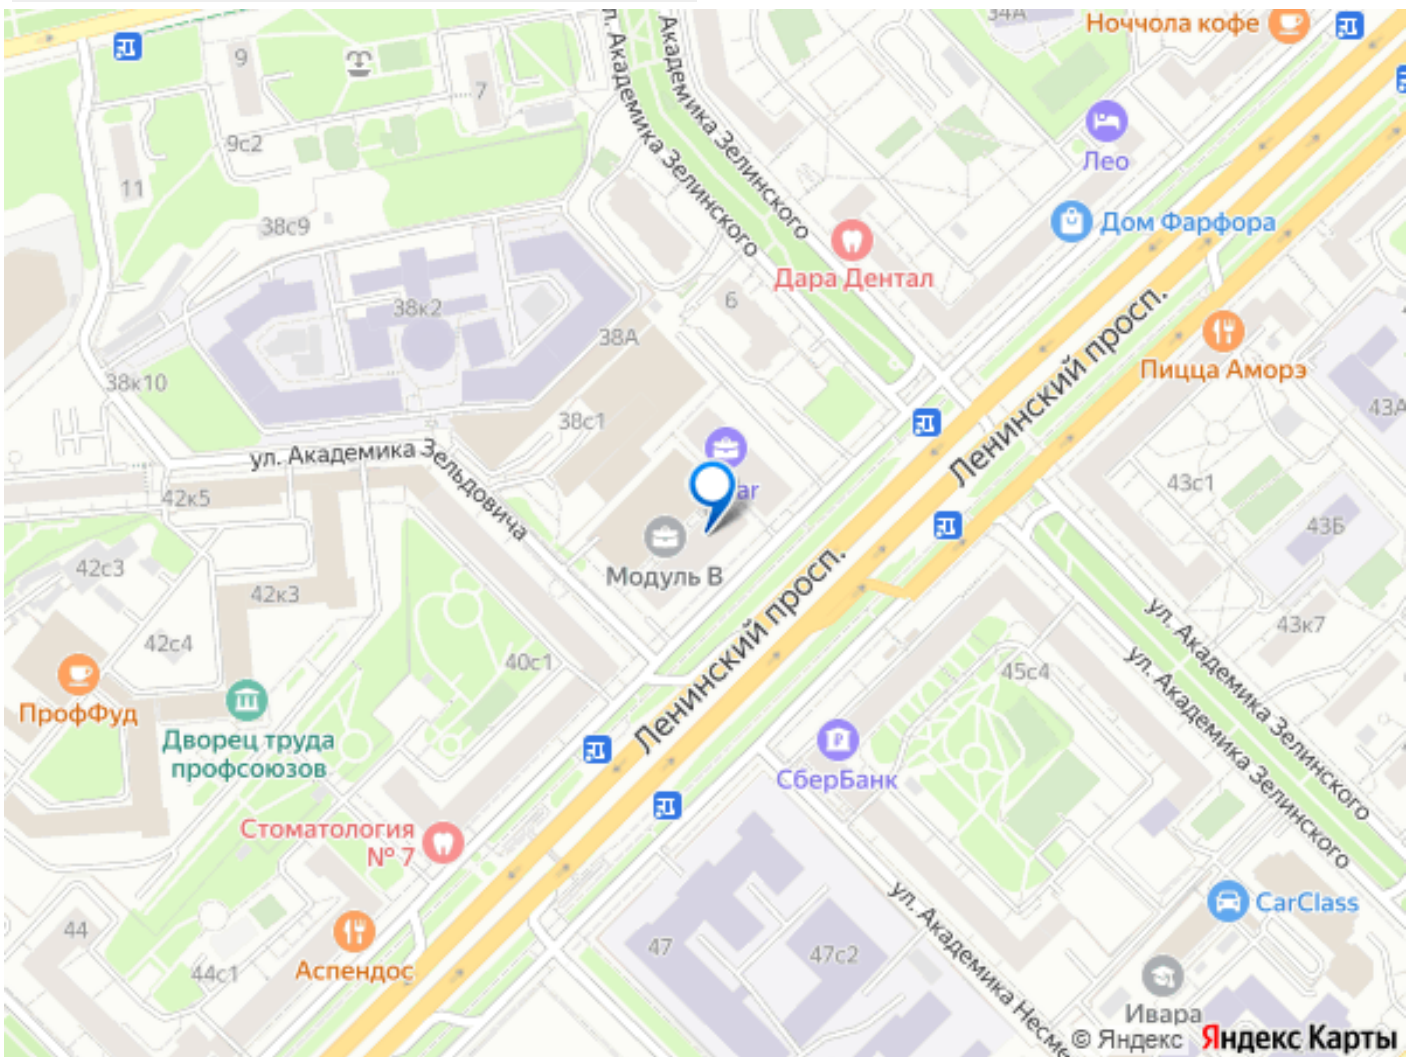 34А
Ноччола кофе
9
7
ул. Академика Зелинского
Академика Зелинского
9с2
11
Лео
38с9
Дом Фарфора
Дара Дентал
6
38к2
38А
Ленинский просп.
Пицца Аморэ
38к10
38с1
43А
ул. Академика Зельдовича
42к5
43с1
43Б
Модуль В
42с3
42к3
Ленинский просп.
ул. Академика Зелинского
43к7
42с4
40с1
45с4
ул. Академика Зелинского
ПрофФуд
Дворец труда
профсоюзов
СберБанк
Стоматология
№ 7
CarClass
44
47
47с2
44с1
Аспендос
ул. Академика Несме
Ивара
© Яндекс Яндекс Карты